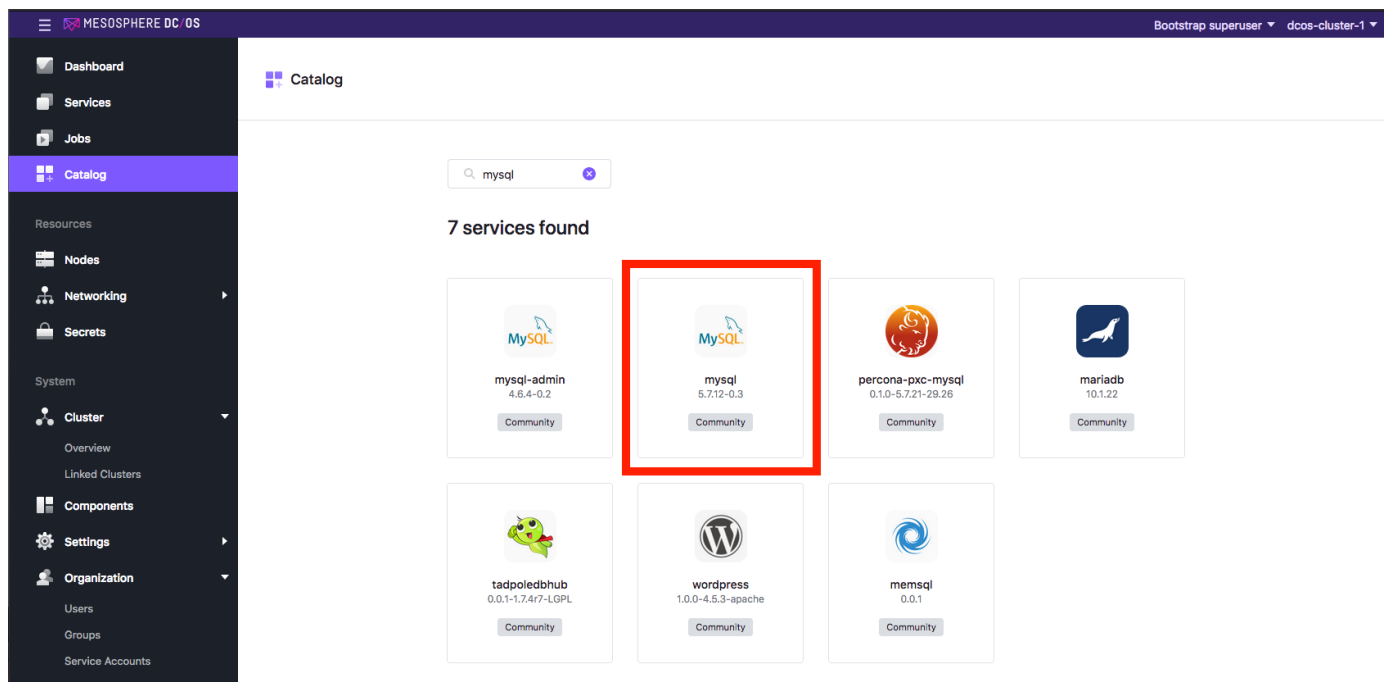 MESOSPHERE DC/OS
Bootstrap superuser
dcos-cluster-1
Dashboard
Services
Jobs
Catalog
Resources
Nodes
Networking
Secrets
System
Cluster
Overview
Linked Clusters
Components
Settings
Organization
Users
Groups
Service Accounts
Catalog
mysql
7 services found
MySQL
mysql-admin
4.6.4-0.2
Community
MySQL
mysql
5.7.12-0.3
Community
percona-pxc-mysql
0.1.0-5.7.21-29.26
Community
mariadb
10.1.22
Community
tadpoledbhub
0.0.1-1.7.4r7-LGPL
Community
wordpress
1.0.0-4.5.3-apache
Community
memsql
0.0.1
Community